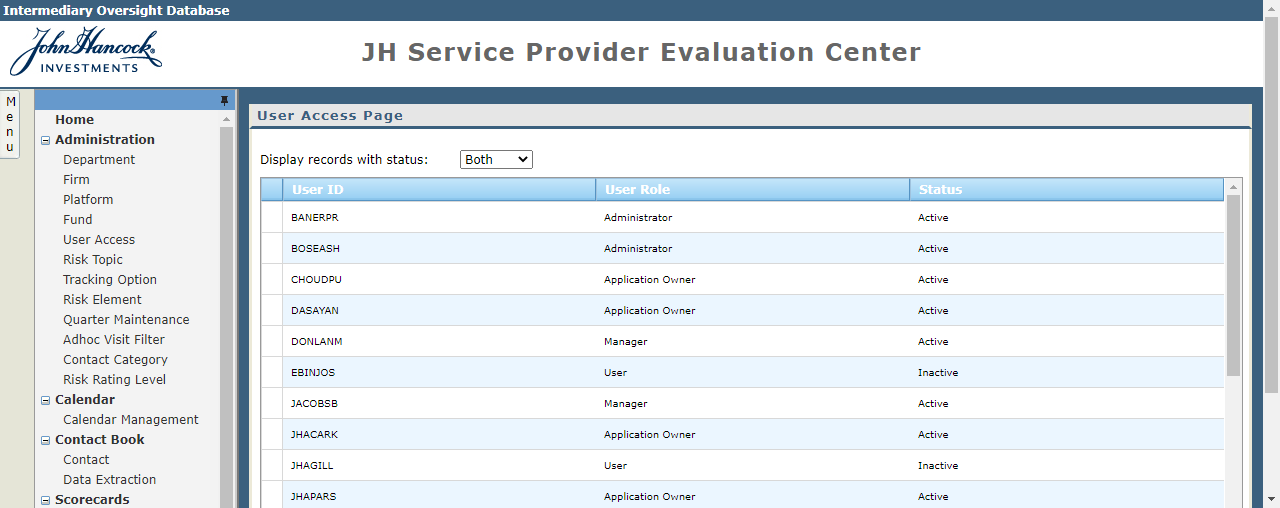 Intermediary Oversight Database
John Hancock
INVESTMENTS
JH Service Provider Evaluation Center
Menu
Home
Administration
Department
Firm
Platform
Fund
User Access
Risk Topic
Tracking Option
Risk Element
Quarter Maintenance
Adhoc Visit Filter
Contact Category
Risk Rating Level
Calendar
Calendar Management
Contact Book
Contact
Data Extraction
Scorecards
User Access Page
Display records with status: Both
User ID User Role Status
BANERPR Administrator Active
BOSEASH Administrator Active
CHOUDPU Application Owner Active
DASAYAN Application Owner Active
DONLANM Manager Active
EBINJOS User Inactive
JACOBSB Manager Active
JHACARK Application Owner Active
JHAGILL User Inactive
JHAPARS Application Owner Active